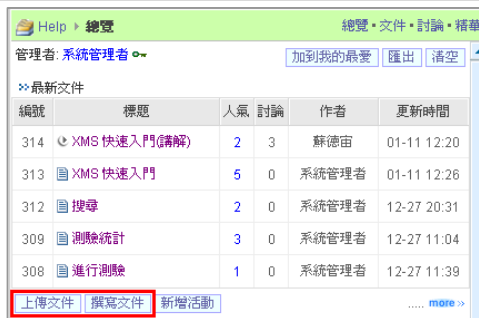 Help ▸ 總覽 總覽▪文件▪討論▪精華
管理者: 系統管理者 加到我的最愛 匯出 清空
»最新文件
編號 標題 人氣 討論 作者 更新時間
314 XMS 快速入門(講解) 2 3 蘇德宙 01-11 12:20
313 XMS 快速入門 5 0 系統管理者 01-11 12:26
312 搜尋 2 0 系統管理者 12-27 20:31
309 測驗統計 3 0 系統管理者 12-27 11:04
308 進行測驗 1 0 系統管理者 12-27 11:39
上傳文件 撰寫文件 新增活動 ..... more »